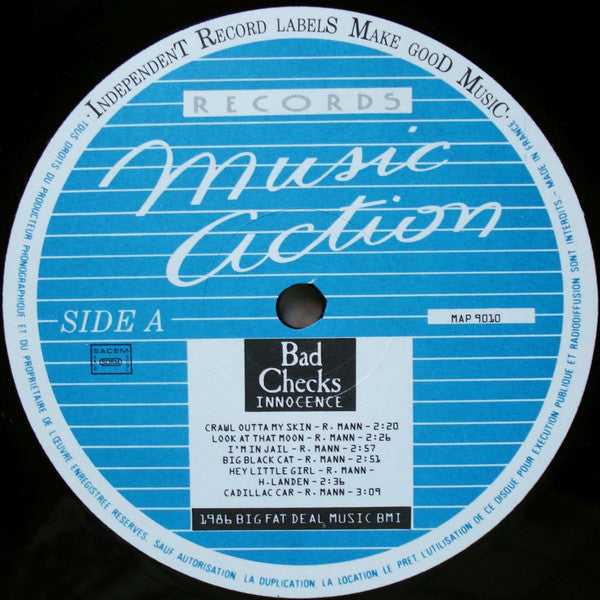 · INDEPENDENT RECORD LABELS MAKE GOOD MUSIC ·
RECORDS
music
action
SIDE A
MAP 9010
SACEM
SDRM
Bad
Checks
INNOCENCE
CRAWL OUTTA MY SKIN – R. MANN – 2:20
LOOK AT THAT MOON – R. MANN – 2:26
I'M IN JAIL – R. MANN – 2:57
BIG BLACK CAT – R. MANN – 2:51
HEY LITTLE GIRL – R. MANN –
H. LANDEN – 2:36
CADILLAC CAR – R. MANN – 3:09
1986 BIG FAT DEAL MUSIC BMI
TOUS DROITS DU PRODUCTEUR PHONOGRAPHIQUE ET DU PROPRIETAIRE DE L'ŒUVRE ENREGISTREE RESERVES. SAUF AUTORISATION LA DUPLICATION, LA LOCATION, LE PRET, L'UTILISATION DE CE DISQUE POUR EXECUTION PUBLIQUE ET RADIODIFFUSION SONT INTERDITS – MADE IN FRANCE